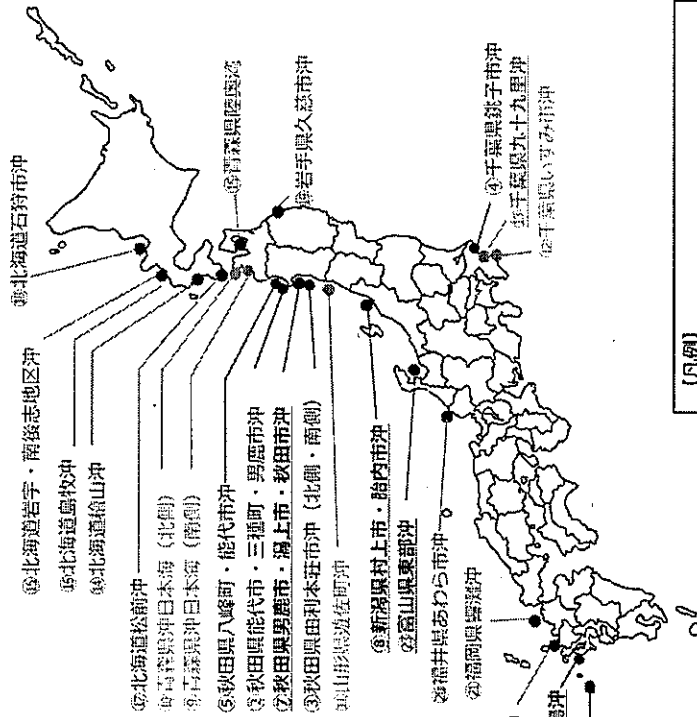 ⑱北海道石狩市沖
⑮北海道岩宇・南後志地区沖
⑯北海道島牧沖
⑭北海道檜山沖
⑰北海道松前沖
⑩青森県沖日本海（北側）
⑨青森県沖日本海（南側）
⑤秋田県八峰町・能代市沖
②秋田県能代市・三種町・男鹿市沖
⑦秋田県男鹿市・潟上市・秋田市沖
③秋田県由利本荘市沖（北側・南側）
⑪山形県遊佐町沖
⑧新潟県村上市・胎内市沖
富山県東部沖
福井県あわら市沖
福岡県響灘沖
青森県陸奥湾
岩手県久慈市沖
④千葉県銚子市沖
千葉県九十九里沖
⑫千葉県いすみ市沖
【凡例】